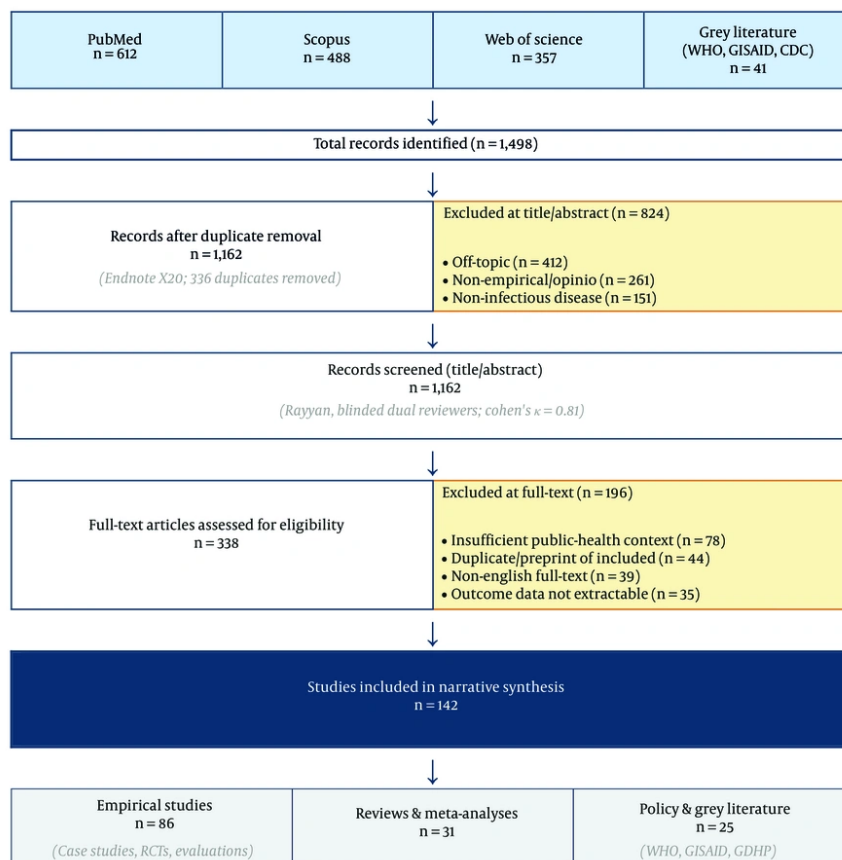 PubMed
n = 612
Scopus
n = 488
Web of science
n = 357
Grey literature
(WHO, GISAID, CDC)
n = 41
Total records identified (n = 1,498)
Records after duplicate removal
n = 1,162
(Endnote X20; 336 duplicates removed)
Excluded at title/abstract (n = 824)
• Off-topic (n = 412)
• Non-empirical/opinio (n = 261)
• Non-infectious disease (n = 151)
Records screened (title/abstract)
n = 1,162
(Rayyan, blinded dual reviewers; cohen's κ = 0.81)
Full-text articles assessed for eligibility
n = 338
Excluded at full-text (n = 196)
• Insufficient public-health context (n = 78)
• Duplicate/preprint of included (n = 44)
• Non-english full-text (n = 39)
• Outcome data not extractable (n = 35)
Studies included in narrative synthesis
n = 142
Empirical studies
n = 86
(Case studies, RCTs, evaluations)
Reviews & meta-analyses
n = 31
Policy & grey literature
n = 25
(WHO, GISAID, GDHP)